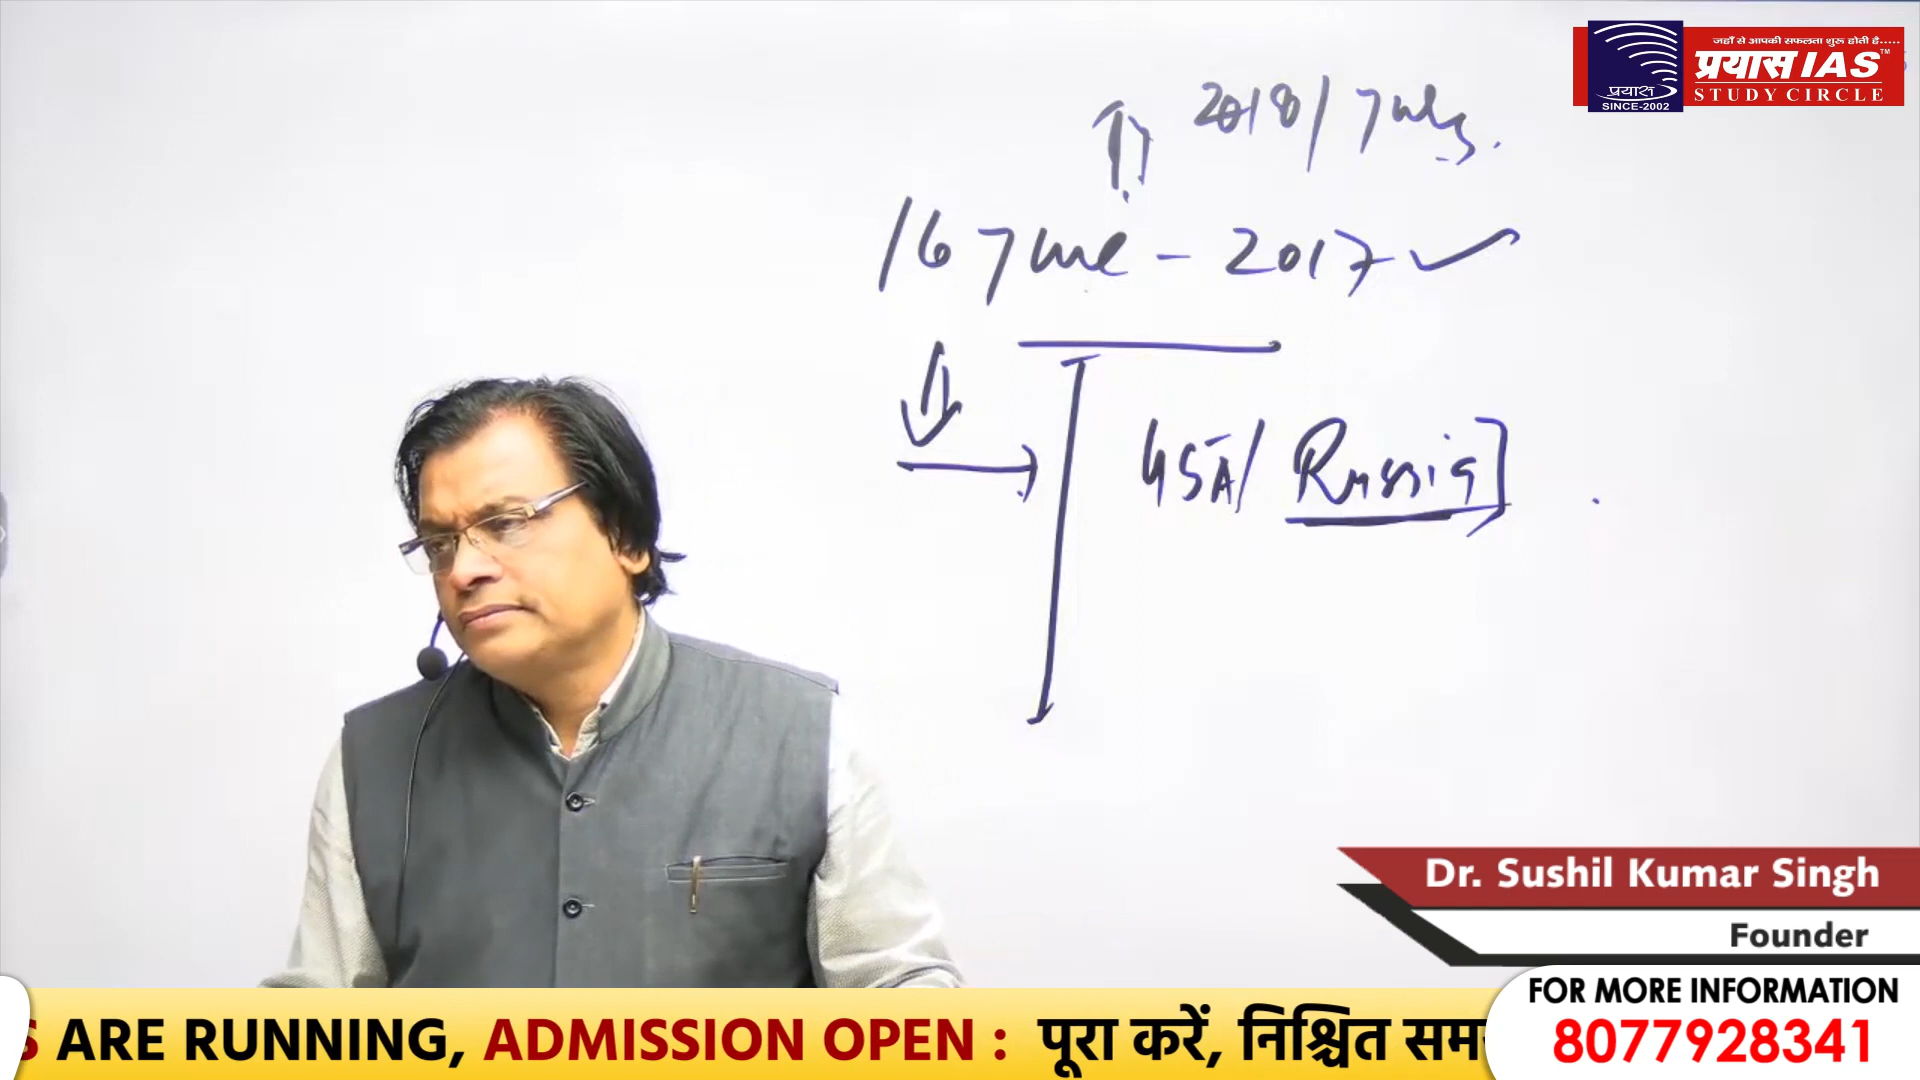 जहाँ से आपकी सफलता शुरू होती है.....
प्रयास IAS™
STUDY CIRCLE
प्रयास
SINCE-2002
2018/July.
16 June - 2017 ✓
USA/ Russia]
Dr. Sushil Kumar Singh
Founder
FOR MORE INFORMATION
8077928341
S ARE RUNNING, ADMISSION OPEN : पूरा करें, निश्चित सम